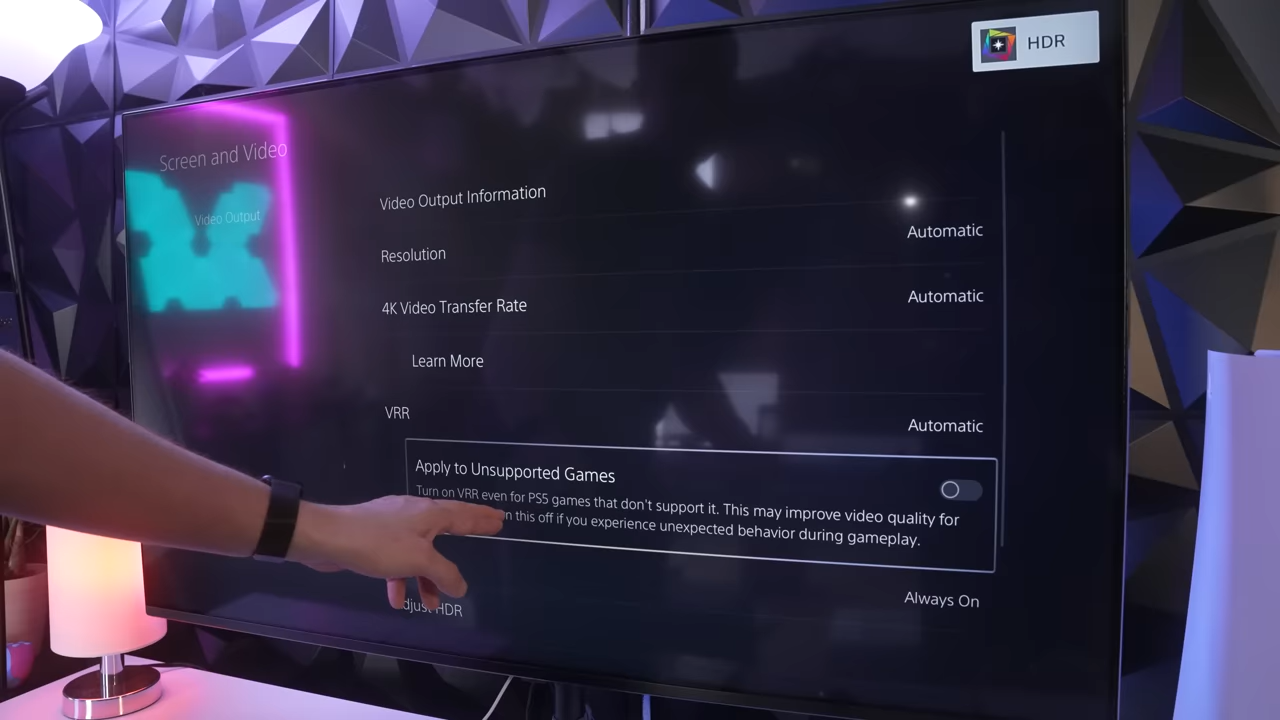 HDR
Screen and Video
Video Output
Video Output Information
Resolution
Automatic
4K Video Transfer Rate
Automatic
Learn More
VRR
Automatic
Apply to Unsupported Games
Turn on VRR even for PS5 games that don't support it. This may improve video quality for
this off if you experience unexpected behavior during gameplay.
Always On
HDR